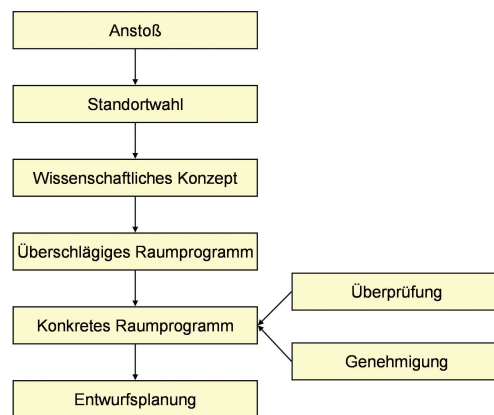 Anstoß
Standortwahl
Wissenschaftliches Konzept
Überschlägiges Raumprogramm
Überprüfung
Konkretes Raumprogramm
Genehmigung
Entwurfsplanung